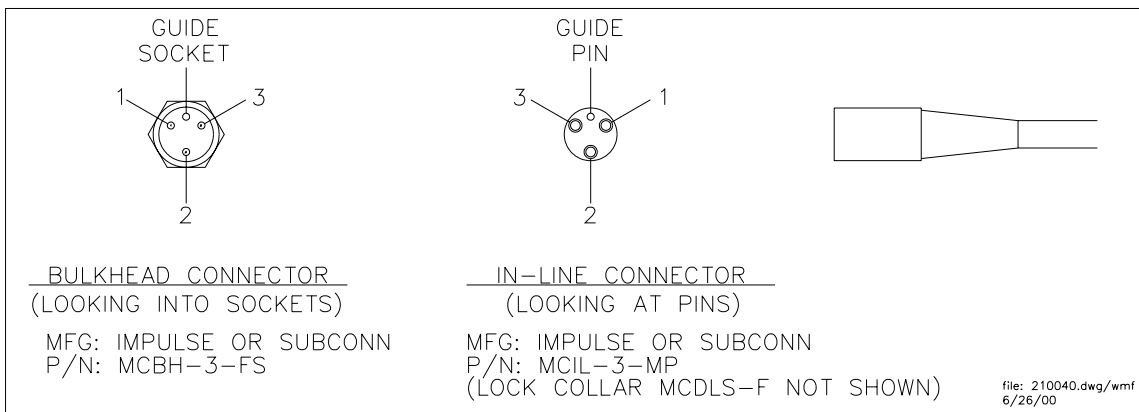 GUIDE
SOCKET
1
3
2
BULKHEAD CONNECTOR
(LOOKING INTO SOCKETS)
MFG: IMPULSE OR SUBCONN
P/N: MCBH-3-FS
GUIDE
PIN
3
1
2
IN-LINE CONNECTOR
(LOOKING AT PINS)
MFG: IMPULSE OR SUBCONN
P/N: MCIL-3-MP
(LOCK COLLAR MCDLS-F NOT SHOWN)
file: 210040.dwg/wmf
6/26/00